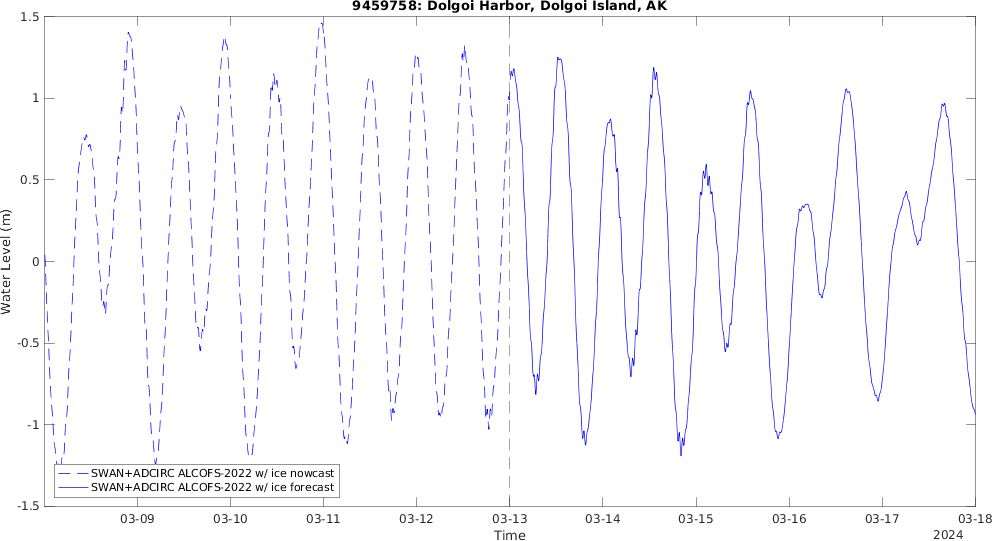 9459758: Dolgoi Harbor, Dolgoi Island, AK
1.5
1
0.5
0
-0.5
-1
-1.5
Water Level (m)
SWAN+ADCIRC ALCOFS-2022 w/ ice nowcast
SWAN+ADCIRC ALCOFS-2022 w/ ice forecast
03-09 03-10 03-11 03-12 03-13 03-14 03-15 03-16 03-17 03-18
Time
2024